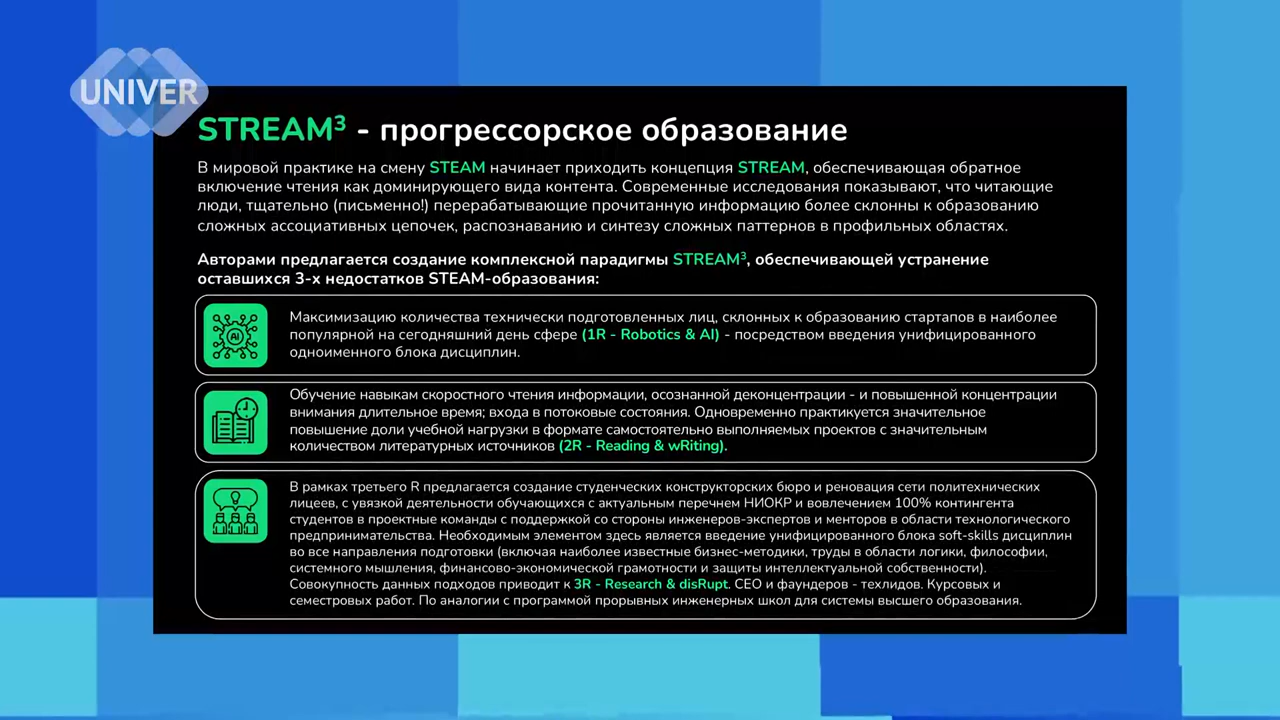 UNIVER
STREAM³ - прогрессорское образование
В мировой практике на смену STEAM начинает приходить концепция STREAM, обеспечивающая обратное
включение чтения как доминирующего вида контента. Современные исследования показывают, что читающие
люди, тщательно (письменно!) перерабатывающие прочитанную информацию более склонны к образованию
сложных ассоциативных цепочек, распознаванию и синтезу сложных паттернов в профильных областях.
Авторами предлагается создание комплексной парадигмы STREAM³, обеспечивающей устранение
оставшихся 3-х недостатков STEAM-образования:
AI
Максимизацию количества технически подготовленных лиц, склонных к образованию стартапов в наиболее
популярной на сегодняшний день сфере (1R - Robotics & AI) - посредством введения унифицированного
одноименного блока дисциплин.
Обучение навыкам скоростного чтения информации, осознанной деконцентрации - и повышенной концентрации
внимания длительное время; входа в потоковые состояния. Одновременно практикуется значительное
повышение доли учебной нагрузки в формате самостоятельно выполняемых проектов с значительным
количеством литературных источников (2R - Reading & wRiting).
В рамках третьего R предлагается создание студенческих конструкторских бюро и реновация сети политехнических
лицеев, с увязкой деятельности обучающихся с актуальным перечнем НИОКР и вовлечением 100% контингента
студентов в проектные команды с поддержкой со стороны инженеров-экспертов и менторов в области технологического
предпринимательства. Необходимым элементом здесь является введение унифицированного блока soft-skills дисциплин
во все направления подготовки (включая наиболее известные бизнес-методики, труды в области логики, философии,
системного мышления, финансово-экономической грамотности и защиты интеллектуальной собственности).
Совокупность данных подходов приводит к 3R - Research & disRupt. CEO и фаундеров - техлидов. Курсовых и
семестровых работ. По аналогии с программой прорывных инженерных школ для системы высшего образования.